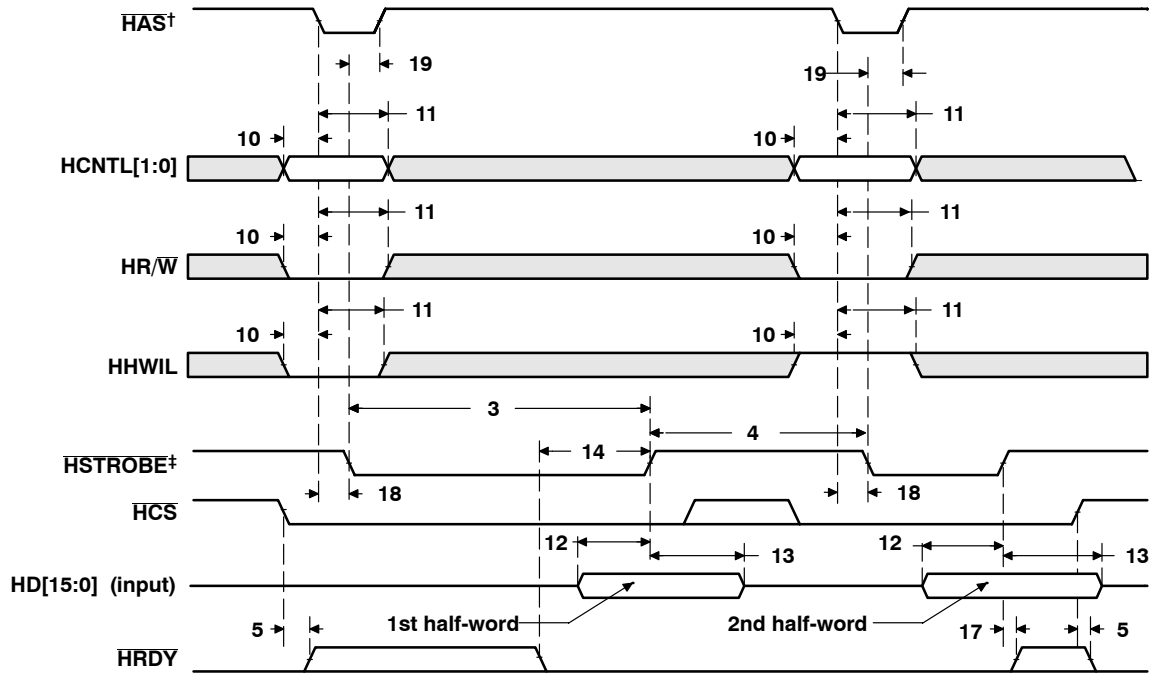 HAS†
19
19
11
11
10
10
HCNTL[1:0]
11
11
10
10
HR/W
11
11
10
10
HHWIL
3
4
14
HSTROBE‡
18
18
HCS
12
13
12
13
HD[15:0] (input)
1st half-word
2nd half-word
5
17
5
HRDY